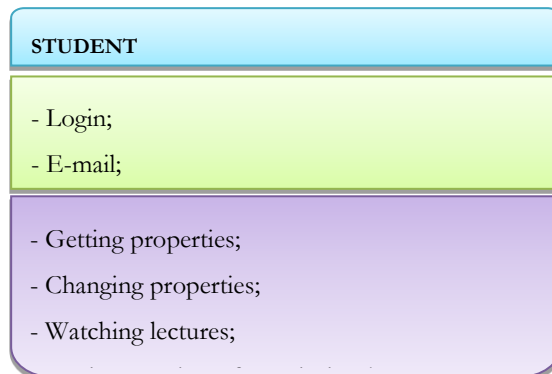 STUDENT
- Login;
- E-mail;
- Getting properties;
- Changing properties;
- Watching lectures;